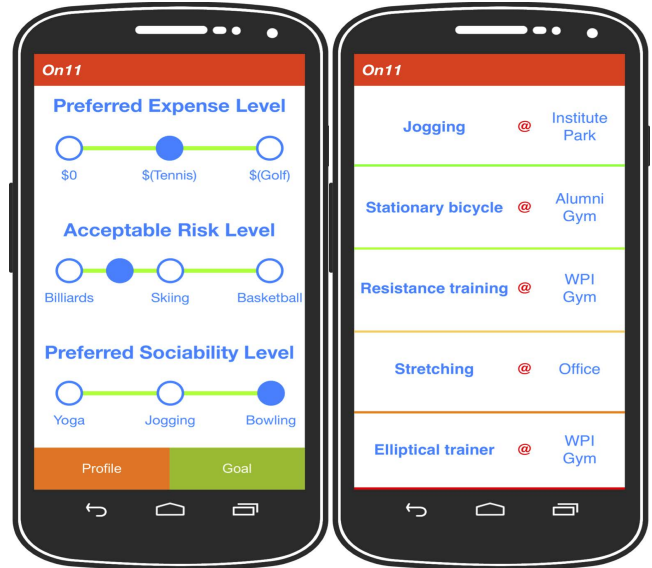 On11
Preferred Expense Level
$0 $(Tennis) $(Golf)
Acceptable Risk Level
Billiards Skiing Basketball
Preferred Sociability Level
Yoga Jogging Bowling
Profile Goal
On11
Jogging @ Institute
Park
Stationary bicycle @ Alumni
Gym
Resistance training @ WPI
Gym
Stretching @ Office
Elliptical trainer @ WPI
Gym